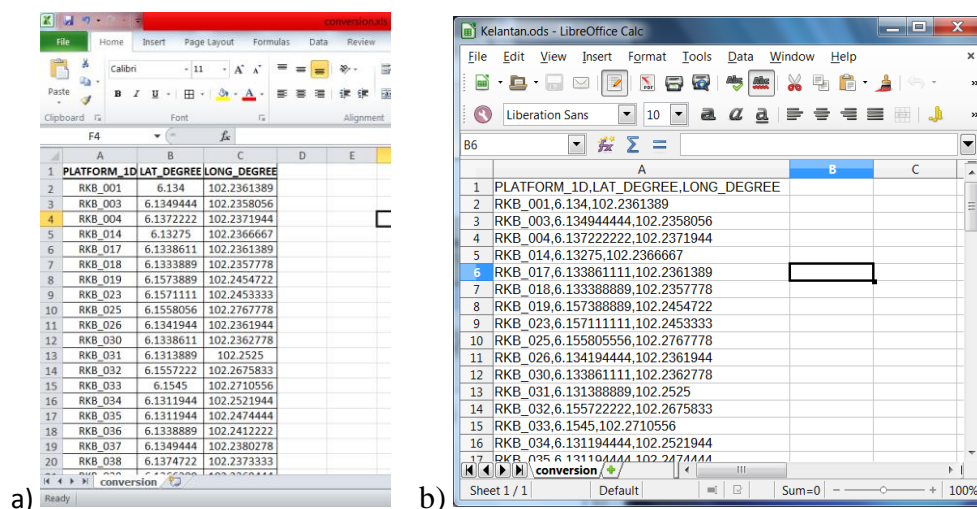 conversion.xls
File Home Insert Page Layout Formulas Data Review
Calibri 11 A A
Paste B I U A
Clipboard Font Alignment
F4 fx
A B C D E
1 PLATFORM_1D LAT_DEGREE LONG_DEGREE
2 RKB_001 6.134 102.2361389
3 RKB_003 6.1349444 102.2358056
4 RKB_004 6.1372222 102.2371944
5 RKB_014 6.13275 102.2366667
6 RKB_017 6.1338611 102.2361389
7 RKB_018 6.1333889 102.2357778
8 RKB_019 6.1573889 102.2454722
9 RKB_023 6.1571111 102.2453333
10 RKB_025 6.1558056 102.2767778
11 RKB_026 6.1341944 102.2361944
12 RKB_030 6.1338611 102.2362778
13 RKB_031 6.1313889 102.2525
14 RKB_032 6.1557222 102.2675833
15 RKB_033 6.1545 102.2710556
16 RKB_034 6.1311944 102.2521944
17 RKB_035 6.1311944 102.2474444
18 RKB_036 6.1338889 102.2412222
19 RKB_037 6.1349444 102.2380278
20 RKB_038 6.1374722 102.2373333
conversion
Ready
a)
Kelantan.ods - LibreOffice Calc
File Edit View Insert Format Tools Data Window Help
Liberation Sans 10 a a a
B6 fx Σ =
A B C
1 PLATFORM_1D,LAT_DEGREE,LONG_DEGREE
2 RKB_001,6.134,102.2361389
3 RKB_003,6.134944444,102.2358056
4 RKB_004,6.137222222,102.2371944
5 RKB_014,6.13275,102.2366667
6 RKB_017,6.133861111,102.2361389
7 RKB_018,6.133388889,102.2357778
8 RKB_019,6.157388889,102.2454722
9 RKB_023,6.157111111,102.2453333
10 RKB_025,6.155805556,102.2767778
11 RKB_026,6.134194444,102.2361944
12 RKB_030,6.133861111,102.2362778
13 RKB_031,6.131388889,102.2525
14 RKB_032,6.155722222,102.2675833
15 RKB_033,6.1545,102.2710556
16 RKB_034,6.131194444,102.2521944
17 RKB_035,6.131194444,102.2474444
conversion
Sheet 1 / 1 Default Sum=0 100%
b)